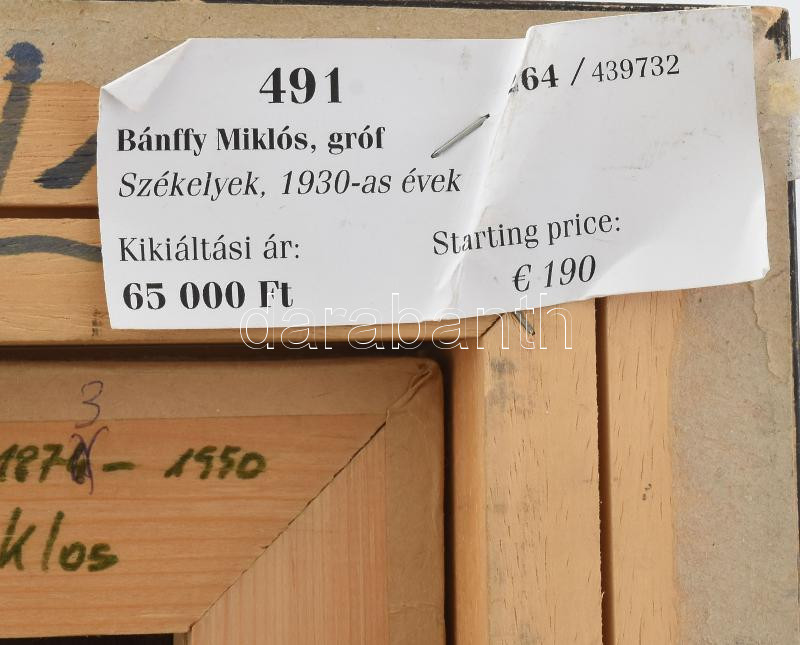 491
264 / 439732
Bánffy Miklós, gróf
Székelyek, 1930-as évek
Kikiáltási ár:
65 000 Ft
Starting price:
€ 190
darabanth
3
187 – 1950
klos